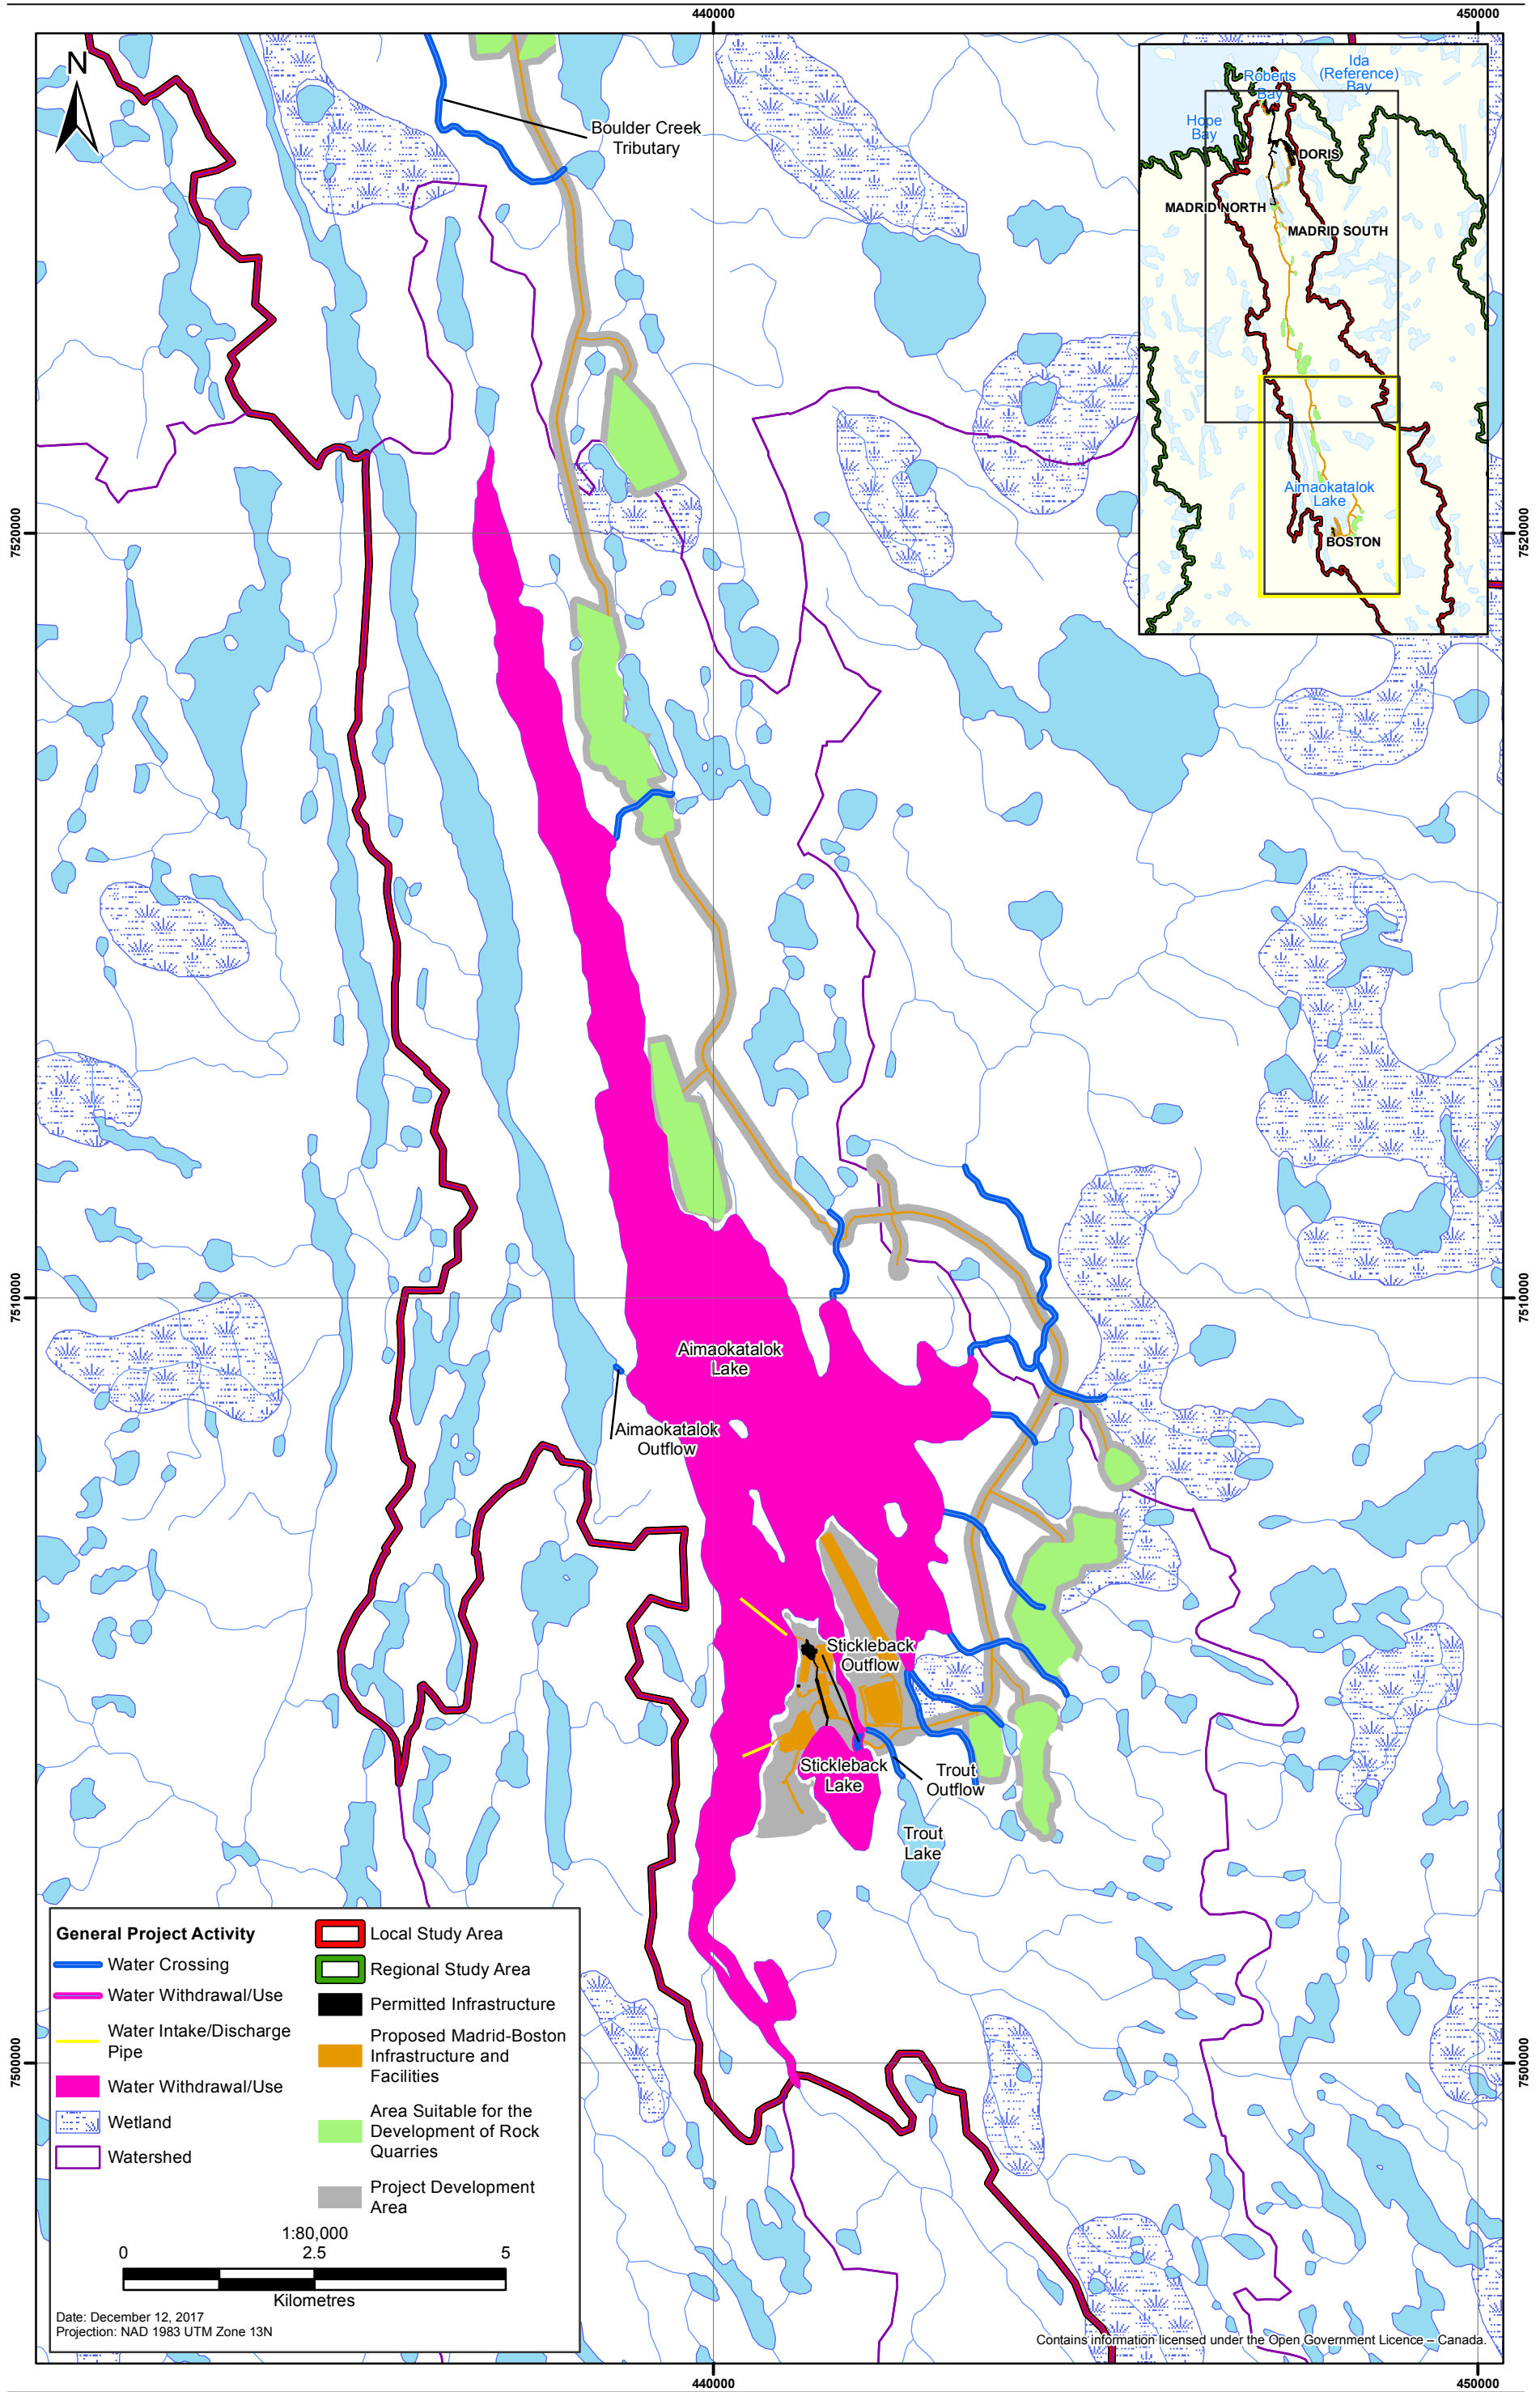 440000
450000
N
Boulder Creek
Tributary
Roberts
Bay
Ida
(Reference)
Bay
Hope
Bay
DORIS
MADRID NORTH
MADRID SOUTH
Aimaokatalok
Lake
BOSTON
7520000
7520000
7510000
7510000
Aimaokatalok
Lake
Aimaokatalok
Outflow
Stickleback
Outflow
Stickleback
Lake
Trout
Outflow
Trout
Lake
7500000
7500000
General Project Activity
Water Crossing
Water Withdrawal/Use
Water Intake/Discharge
Pipe
Water Withdrawal/Use
Wetland
Watershed
Local Study Area
Regional Study Area
Permitted Infrastructure
Proposed Madrid-Boston
Infrastructure and
Facilities
Area Suitable for the
Development of Rock
Quarries
Project Development
Area
1:80,000
0 2.5 5
Kilometres
Date: December 12, 2017
Projection: NAD 1983 UTM Zone 13N
Contains information licensed under the Open Government Licence – Canada.
440000
450000